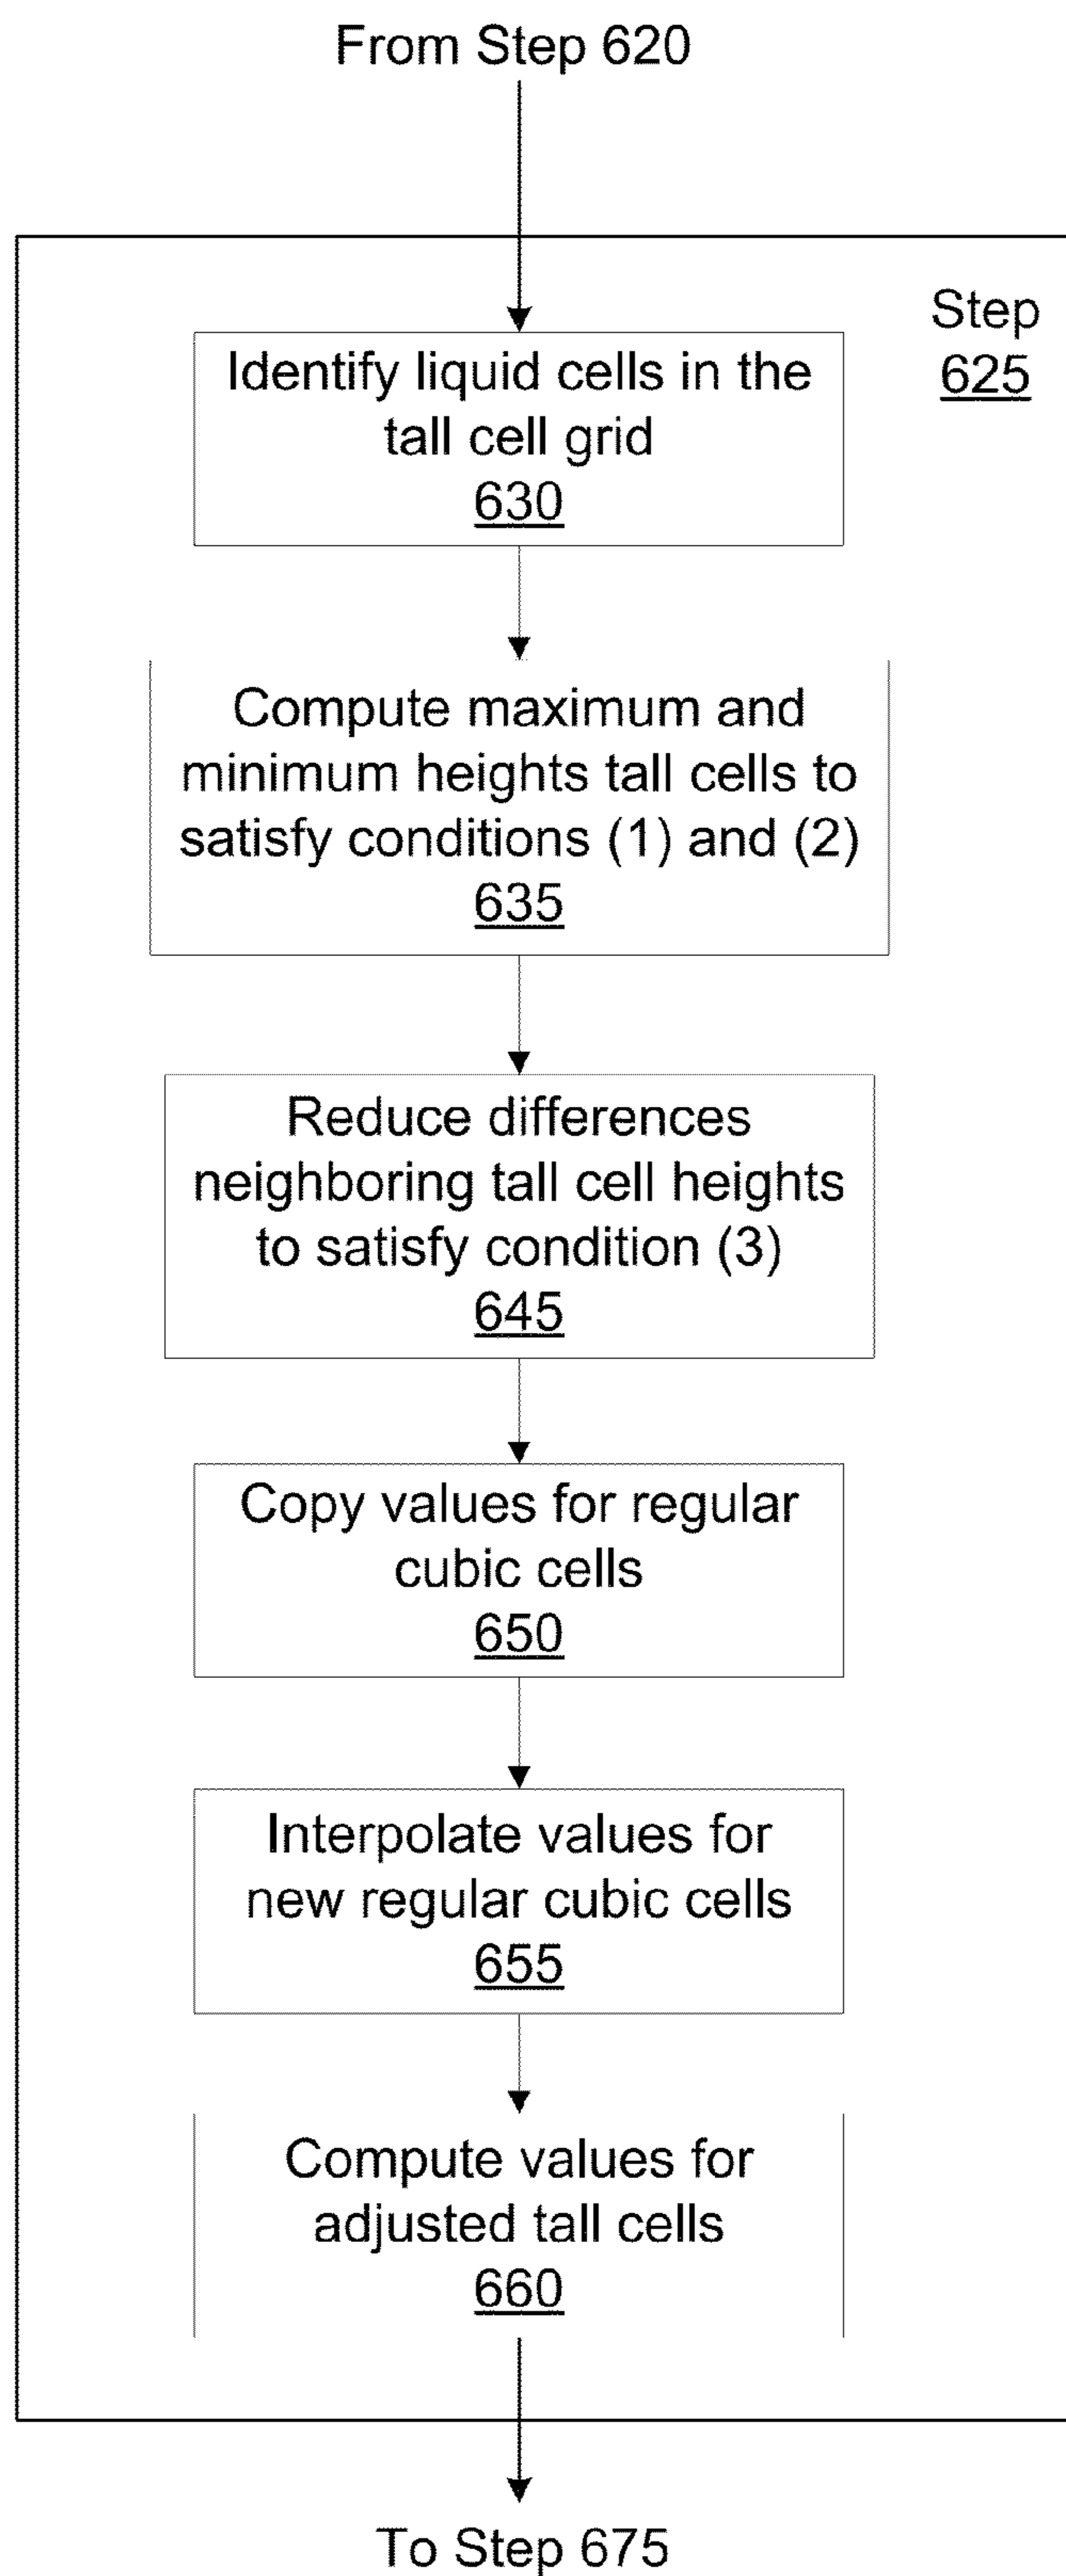 From Step 620
Step
625
Identify liquid cells in the
tall cell grid
630
Compute maximum and
minimum heights tall cells to
satisfy conditions (1) and (2)
635
Reduce differences
neighboring tall cell heights
to satisfy condition (3)
645
Copy values for regular
cubic cells
650
Interpolate values for
new regular cubic cells
655
Compute values for
adjusted tall cells
660
To Step 675